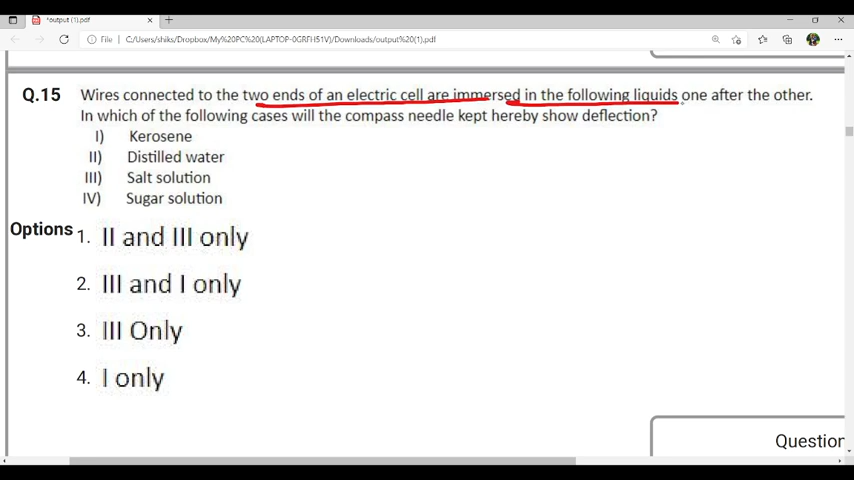 *output (1).pdf
File
C:/Users/shiks/Dropbox/My%20PC%20(LAPTOP-0GRFH51V)/Downloads/output%20(1).pdf
Q.15 Wires connected to the two ends of an electric cell are immersed in the following liquids one after the other.
In which of the following cases will the compass needle kept hereby show deflection?
I) Kerosene
II) Distilled water
III) Salt solution
IV) Sugar solution
Options 1. II and III only
2. III and I only
3. III Only
4. I only
Question